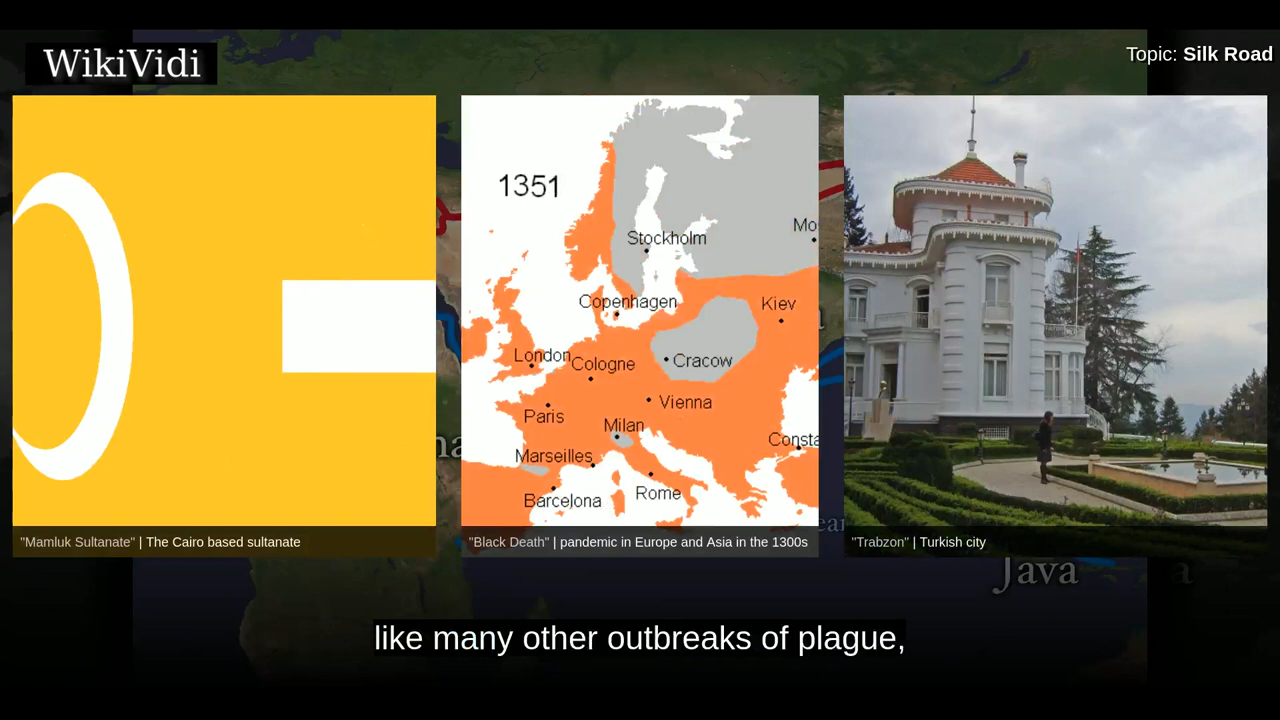 WikiVidi
Topic: Silk Road
1351
Mo
Stockholm
Copenhagen
Kiev
London
Cologne
Cracow
Paris
Vienna
Milan
Marseilles
Consta
Barcelona
Rome
"Mamluk Sultanate" | The Cairo based sultanate
"Black Death" | pandemic in Europe and Asia in the 1300s
"Trabzon" | Turkish city
Java
like many other outbreaks of plague,